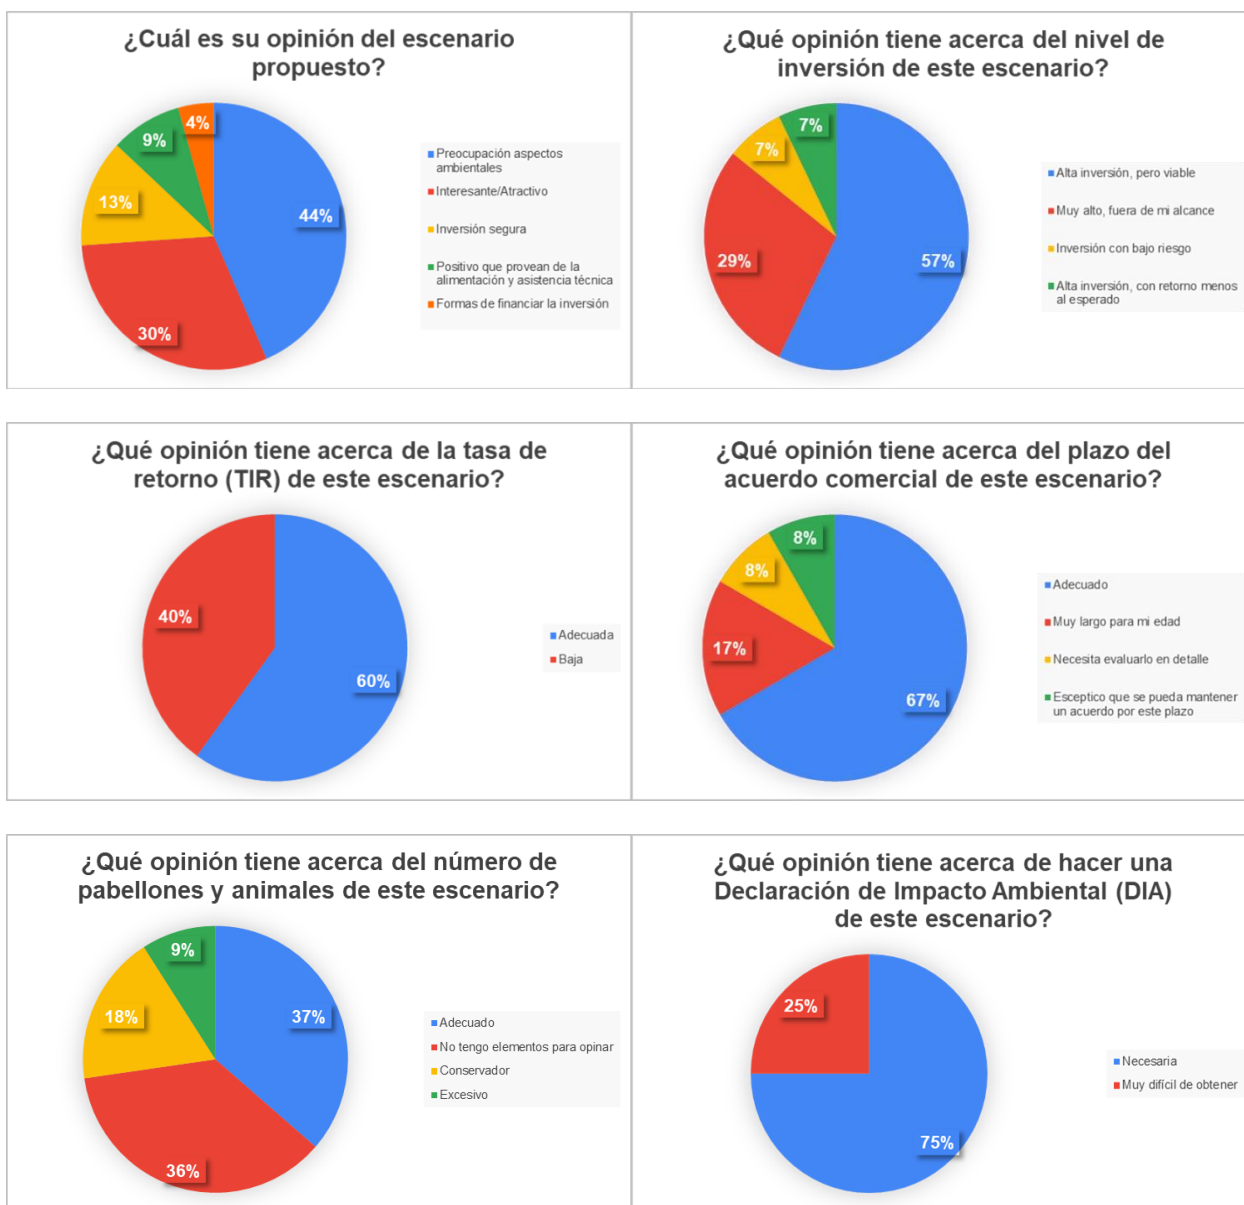 ¿Cuál es su opinión del escenario
propuesto?
4%
9%
13%
44%
30%
Preocupación aspectos
ambientales
Interesante/Atractivo
Inversión segura
Positivo que provean de la
alimentación y asistencia técnica
Formas de financiar la inversión
¿Qué opinión tiene acerca del nivel de
inversión de este escenario?
7%
7%
29%
57%
Alta inversión, pero viable
Muy alto, fuera de mi alcance
Inversión con bajo riesgo
Alta inversión, con retorno menos
al esperado
¿Qué opinión tiene acerca de la tasa de
retorno (TIR) de este escenario?
40%
60%
Adecuada
Baja
¿Qué opinión tiene acerca del plazo del
acuerdo comercial de este escenario?
8%
8%
17%
67%
Adecuado
Muy largo para mi edad
Necesita evaluarlo en detalle
Esceptico que se pueda mantener
un acuerdo por este plazo
¿Qué opinión tiene acerca del número de
pabellones y animales de este escenario?
9%
18%
37%
36%
Adecuado
No tengo elementos para opinar
Conservador
Excesivo
¿Qué opinión tiene acerca de hacer una
Declaración de Impacto Ambiental (DIA)
de este escenario?
25%
75%
Necesaria
Muy difícil de obtener